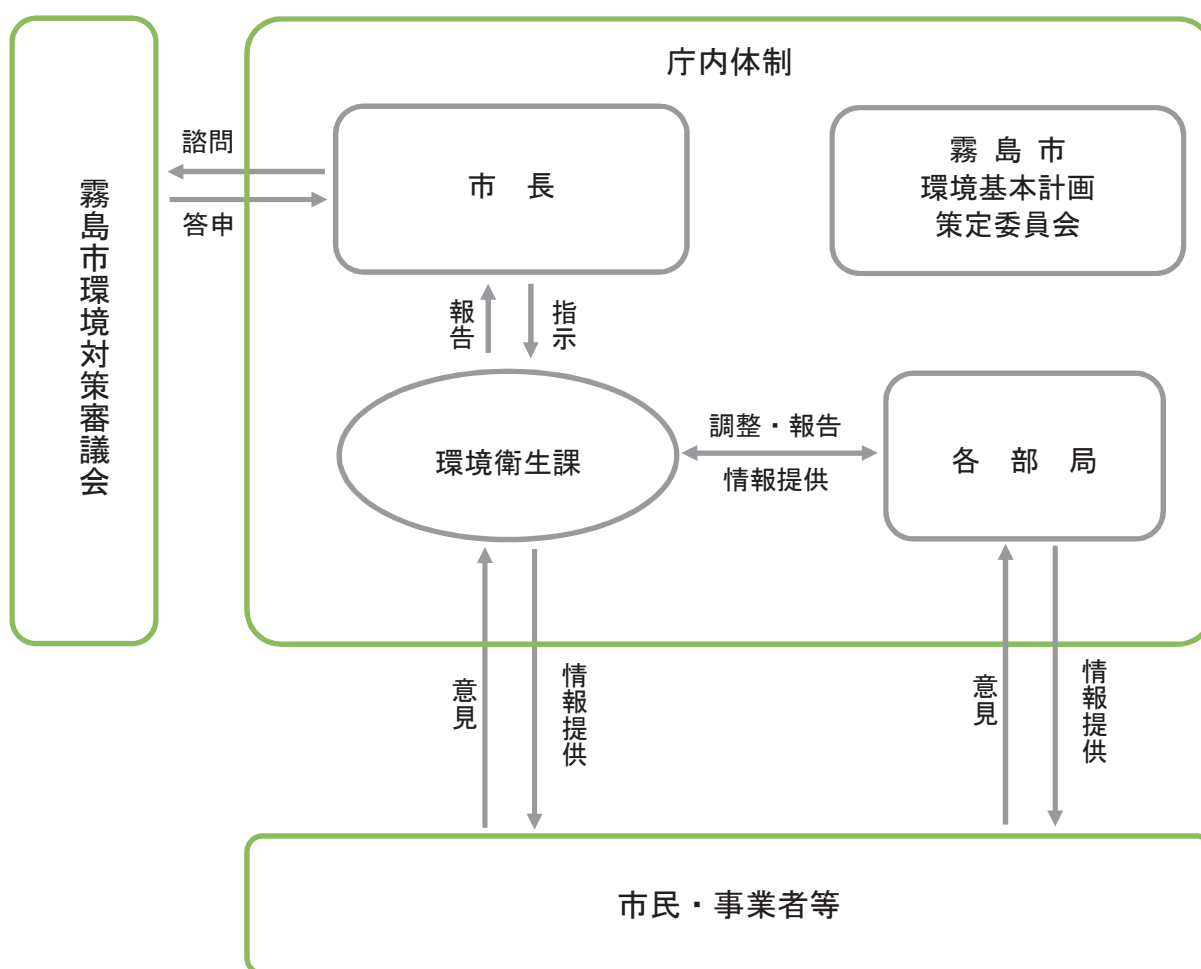 庁内体制
諮問
答申
市　長
霧 島 市
環境基本計画
策定委員会
霧島市環境対策審議会
報告
指示
環境衛生課
調整・報告
情報提供
各　部　局
意見
情報提供
意見
情報提供
市民・事業者等